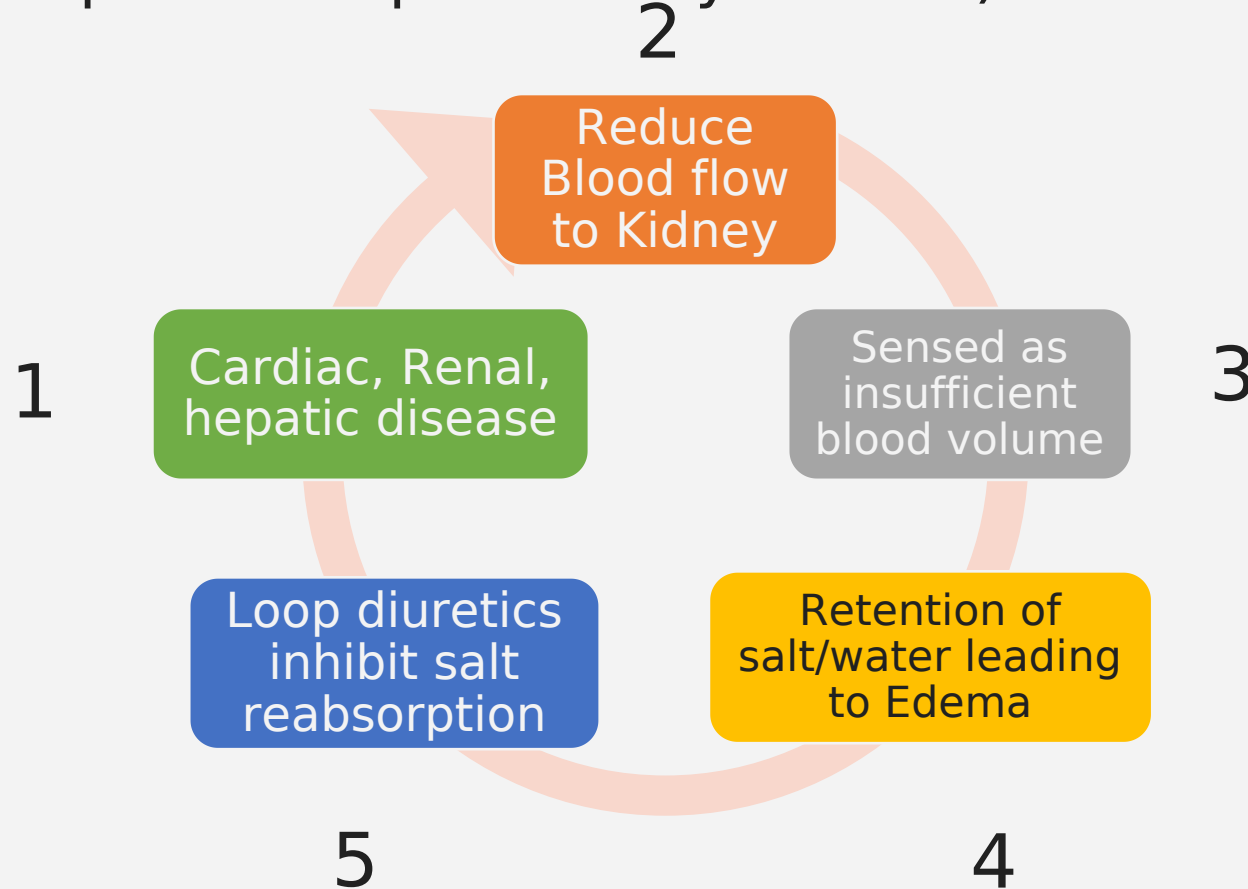 2
Reduce
Blood flow
to Kidney
1
Cardiac, Renal,
hepatic disease
Sensed as
insufficient
blood volume
3
Loop diuretics
inhibit salt
reabsorption
Retention of
salt/water leading
to Edema
5
4